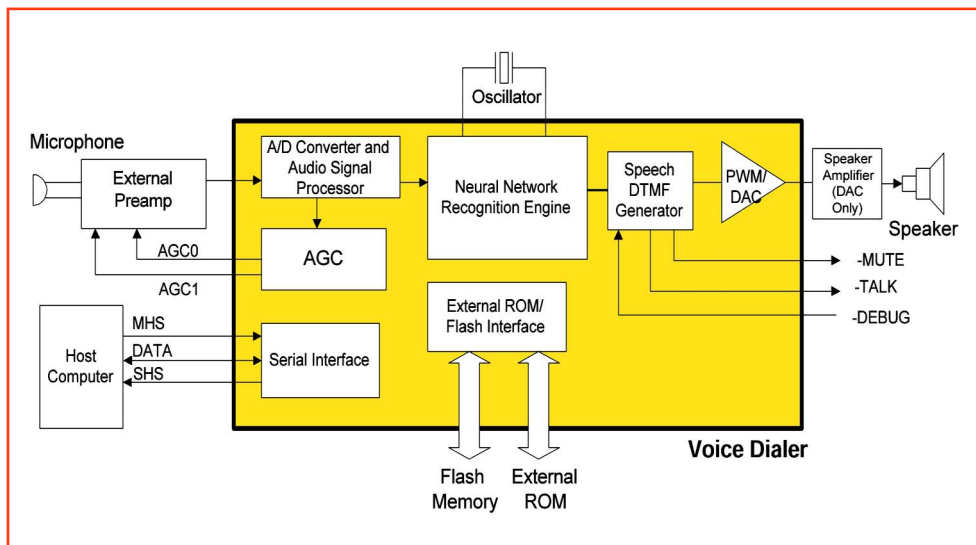 Oscillator
Microphone
External
Preamp
A/D Converter and
Audio Signal
Processor
Neural Network
Recognition Engine
Speech
DTMF
Generator
PWM/
DAC
Speaker
Amplifier
(DAC
Only)
Speaker
AGC0
AGC
AGC1
-MUTE
-TALK
-DEBUG
Host
Computer
MHS
DATA
SHS
Serial Interface
External ROM/
Flash Interface
Voice Dialer
Flash
Memory
External
ROM